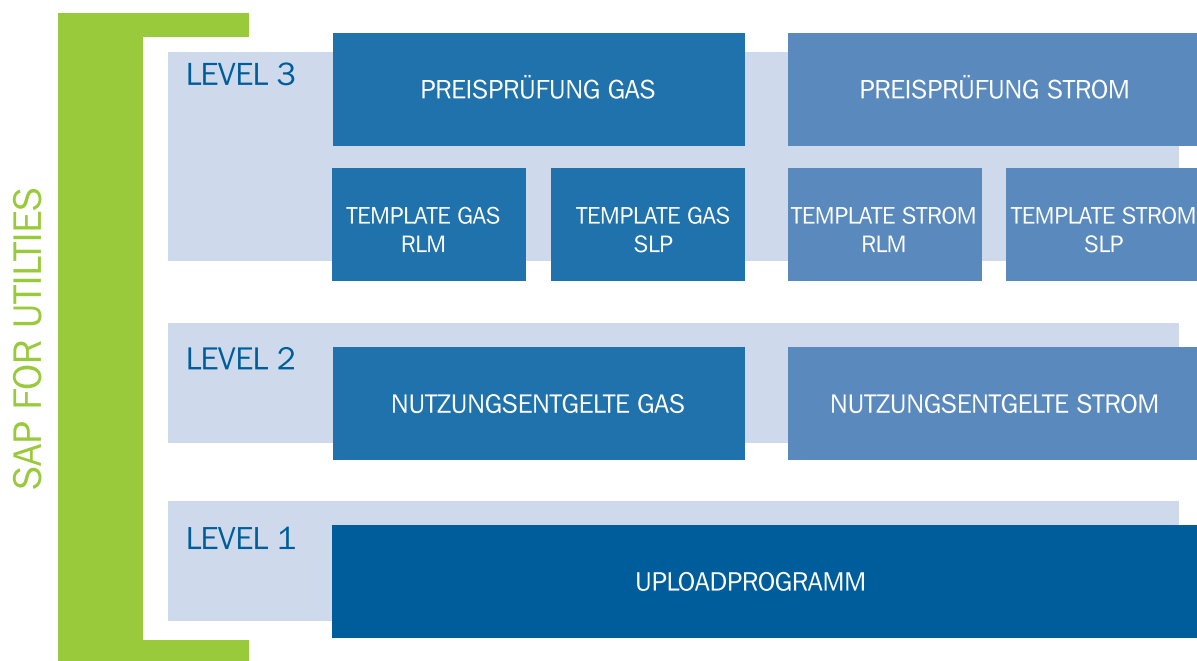 SAP FOR UTILTIES
LEVEL 3
PREISPRÜFUNG GAS
PREISPRÜFUNG STROM
TEMPLATE GAS
RLM
TEMPLATE GAS
SLP
TEMPLATE STROM
RLM
TEMPLATE STROM
SLP
LEVEL 2
NUTZUNGSENTGELTE GAS
NUTZUNGSENTGELTE STROM
LEVEL 1
UPLOADPROGRAMM